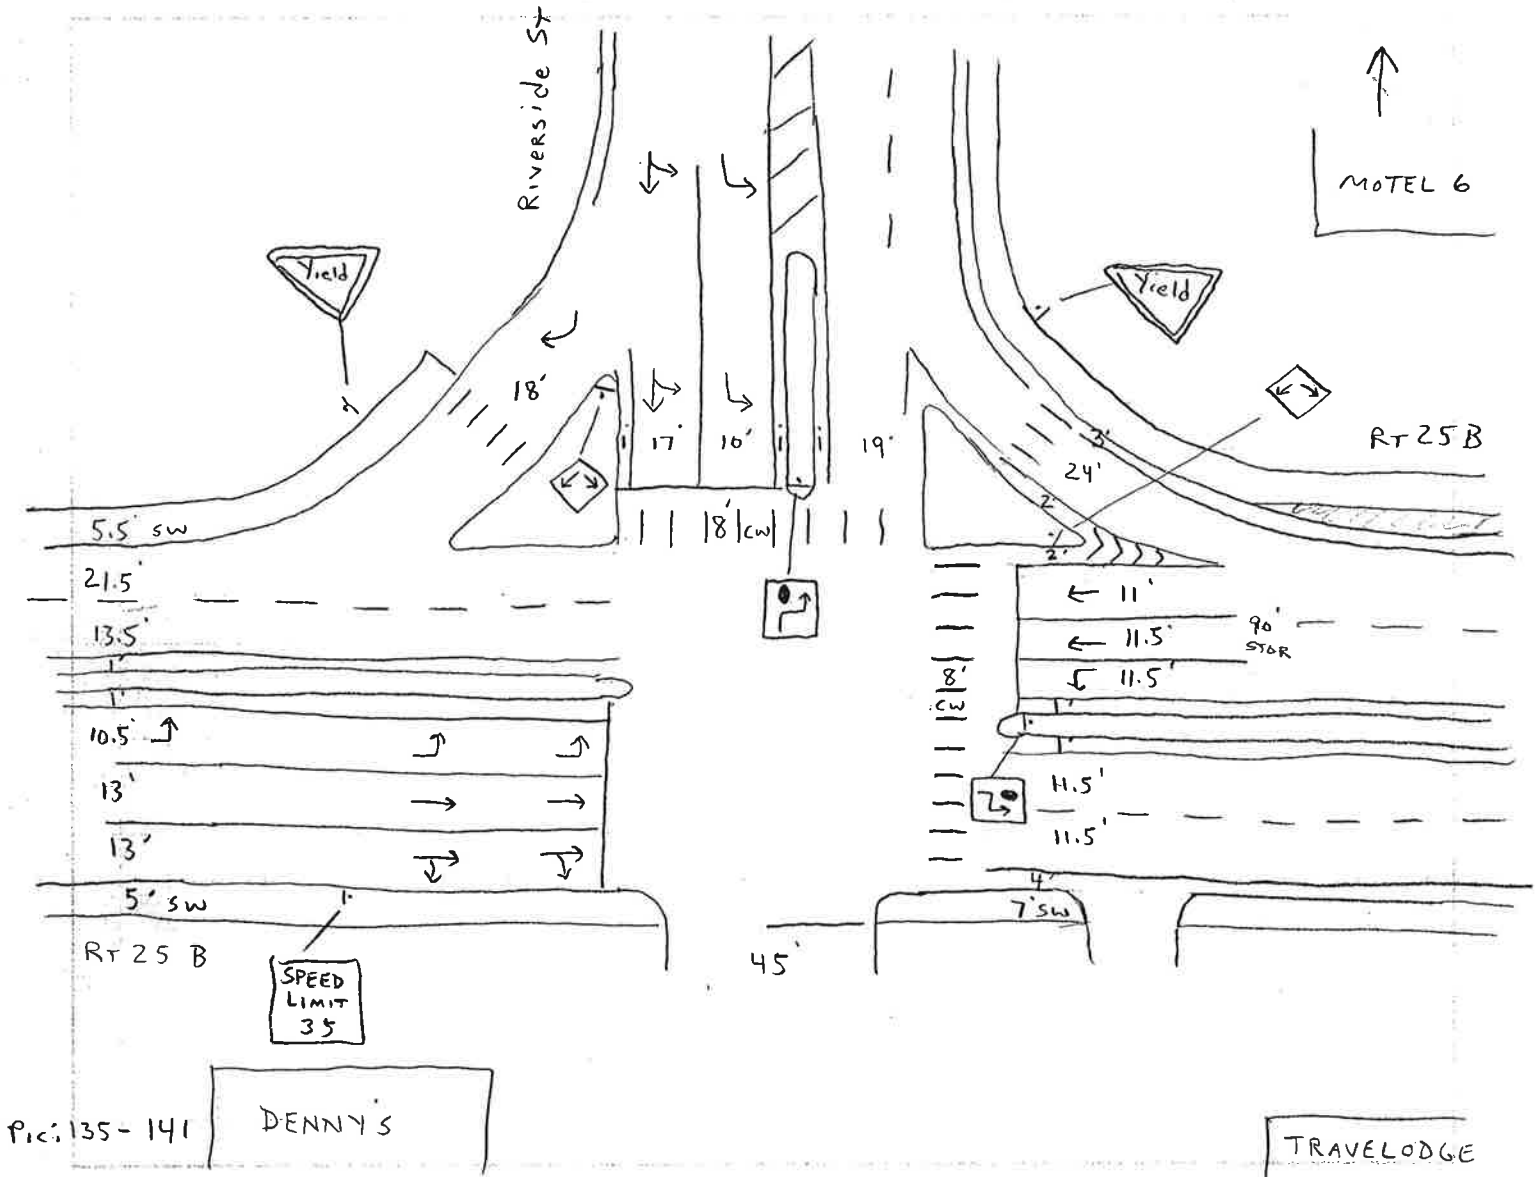 Riverside St
MOTEL 6
Yield
Yield
18'
17'
10'
19'
3'
24'
2'
2'
RT 25 B
5.5' SW
18' CW
21.5'
13.5'
1'
1'
10.5'
13'
13'
5' SW
11'
11.5'
11.5'
90'
STOR
8'
CW
1'
1'
11.5'
11.5'
4'
7' SW
RT 25 B
45'
SPEED
LIMIT
35
Pic: 135 - 141
DENNY'S
TRAVELODGE